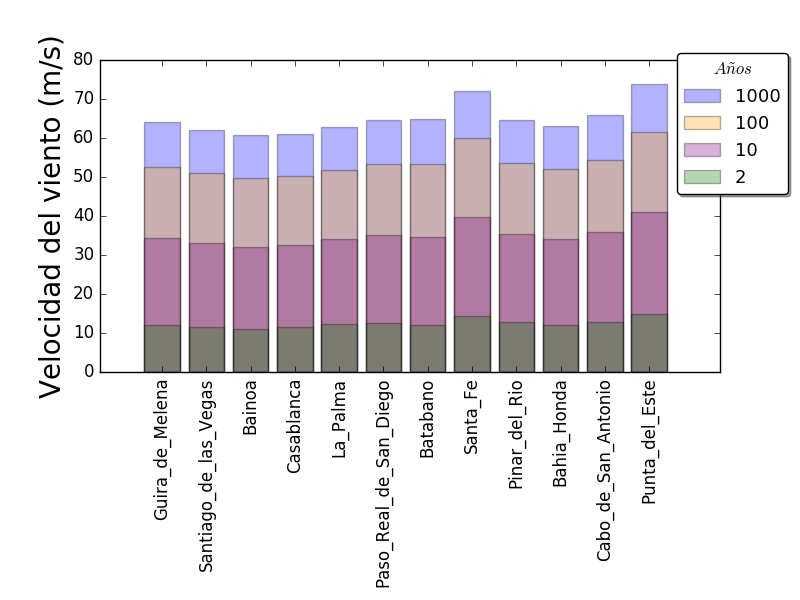 Velocidad del viento (m/s)
80
70
60
50
40
30
20
10
0
Años
1000
100
10
2
Guira_de_Melena
Santiago_de_las_Vegas
Bainoa
Casablanca
La_Palma
Paso_Real_de_San_Diego
Batabano
Santa_Fe
Pinar_del_Rio
Bahia_Honda
Cabo_de_San_Antonio
Punta_del_Este